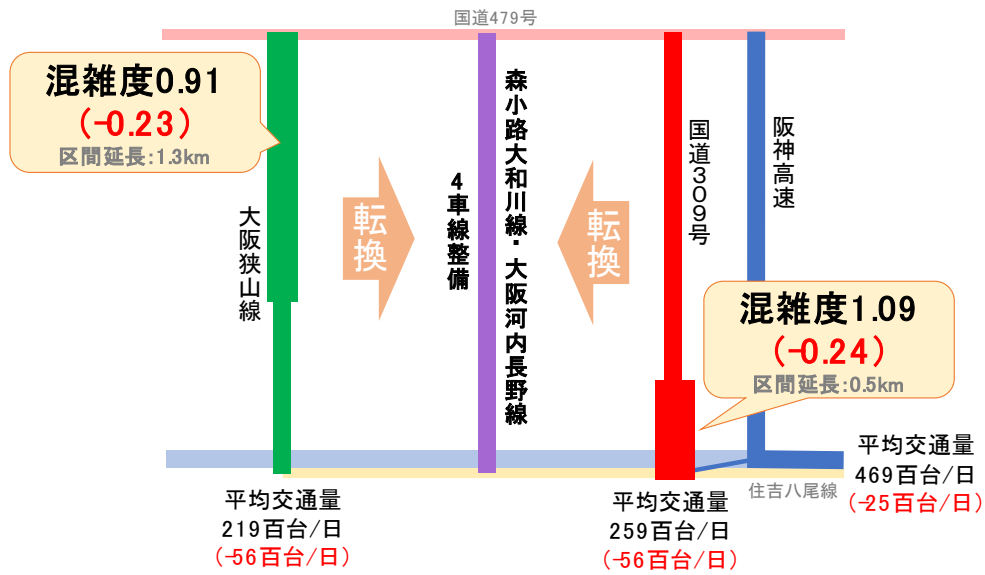 国道479号
混雑度0.91
(-0.23)
区間延長:1.3km
大阪狭山線
転換
4車線整備
森小路大和川線・大阪河内長野線
転換
国道309号
阪神高速
混雑度1.09
(-0.24)
区間延長:0.5km
平均交通量
219百台/日
(-56百台/日)
平均交通量
259百台/日
(-56百台/日)
住吉八尾線
平均交通量
469百台/日
(-25百台/日)